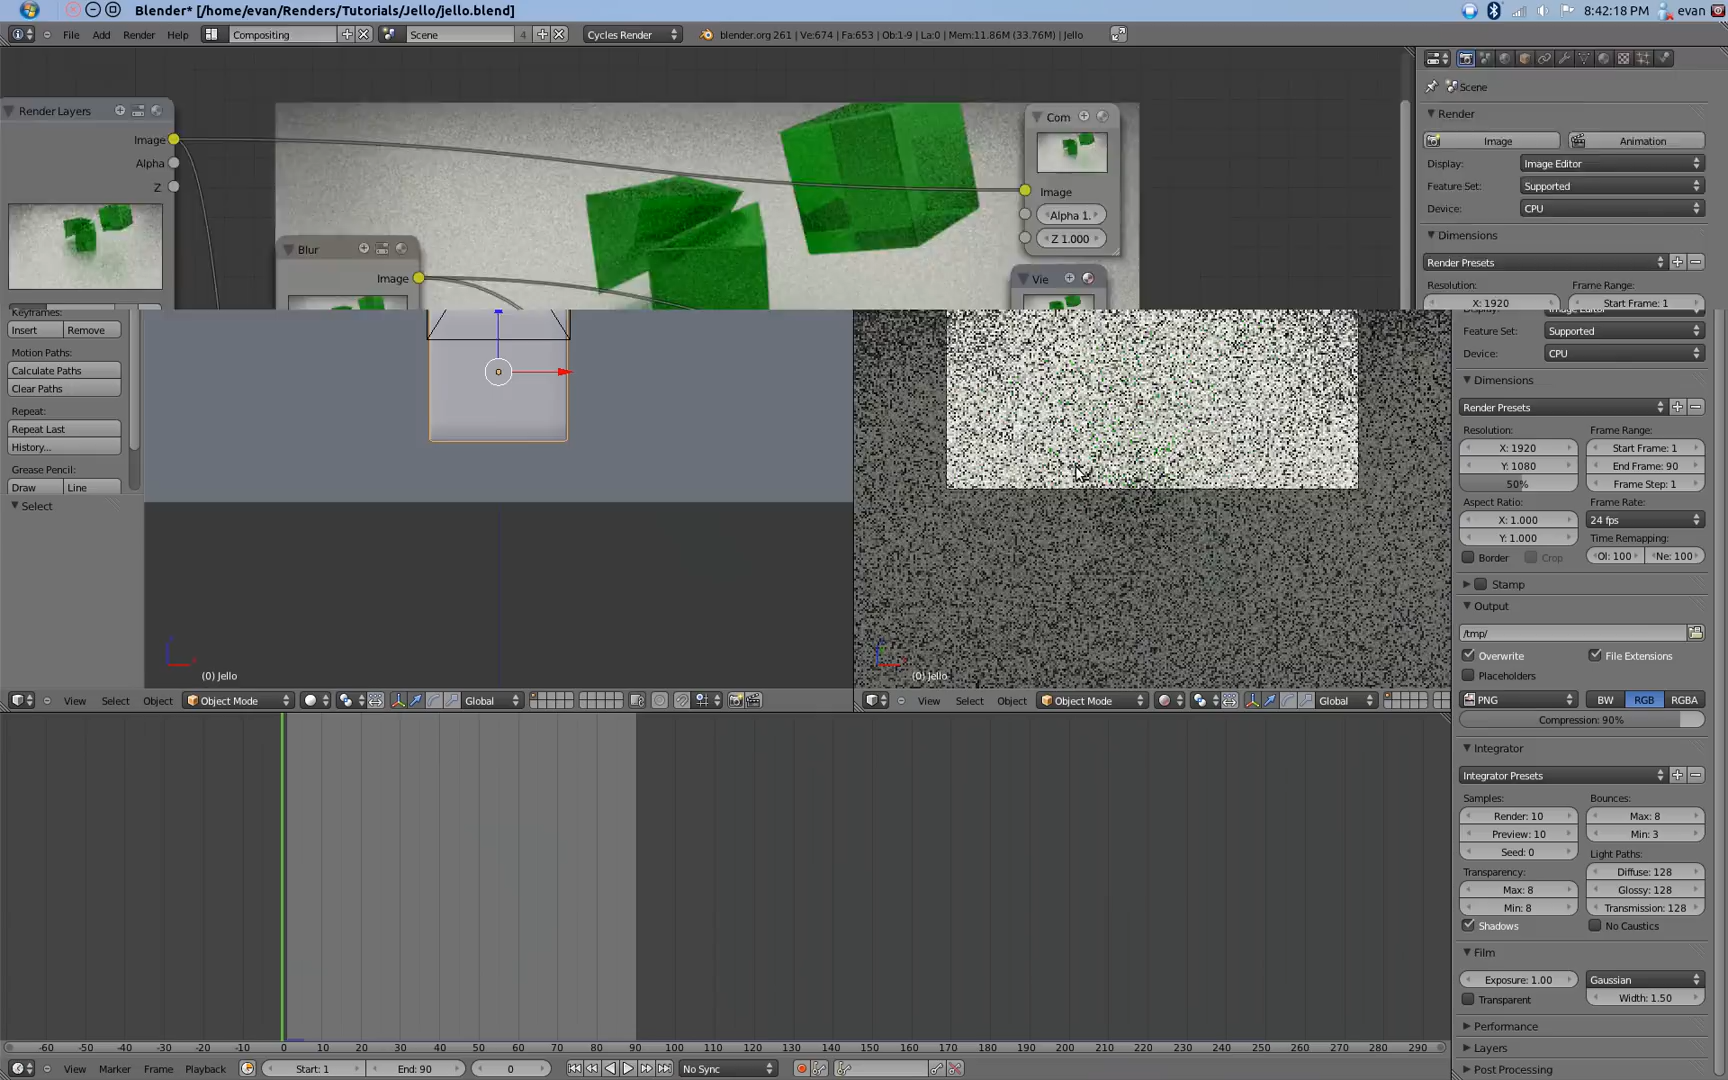 Blender* [/home/evan/Renders/Tutorials/Jello/jello.blend]
8:42:18 PM evan
File Add Render Help Compositing Scene 4 Cycles Render blender.org 261 | Ve:674 | Fa:653 | Ob:1-9 | La:0 | Mem:11.86M (33.76M) | Jello
Render Layers
Image
Alpha
Z
Blur
Image
Com
Image
Alpha 1.
Z 1.000
Vie
Scene
Render
Image Animation
Display: Image Editor
Feature Set: Supported
Device: CPU
Dimensions
Render Presets
Resolution: Frame Range:
X: 1920 Start Frame: 1
Keyframes:
Insert Remove
Motion Paths:
Calculate Paths
Clear Paths
Repeat:
Repeat Last
History...
Grease Pencil:
Draw Line
Select
(0) Jello
View Select Object Object Mode Global
(0) Jello
View Select Object Object Mode Global
Display: Image Editor
Feature Set: Supported
Device: CPU
Dimensions
Render Presets
Resolution: Frame Range:
X: 1920 Start Frame: 1
Y: 1080 End Frame: 90
50% Frame Step: 1
Aspect Ratio: Frame Rate:
X: 1.000 24 fps
Y: 1.000 Time Remapping:
Border Crop Ol: 100 Ne: 100
Stamp
Output
/tmp/
Overwrite File Extensions
Placeholders
PNG BW RGB RGBA
Compression: 90%
Integrator
Integrator Presets
Samples: Bounces:
Render: 10 Max: 8
Preview: 10 Min: 3
Seed: 0 Light Paths:
Transparency: Diffuse: 128
Max: 8 Glossy: 128
Min: 8 Transmission: 128
Shadows No Caustics
Film
Exposure: 1.00 Gaussian
Transparent Width: 1.50
Performance
Layers
Post Processing
-60 -50 -40 -30 -20 -10 0 10 20 30 40 50 60 70 80 90 100 110 120 130 140 150 160 170 180 190 200 210 220 230 240 250 260 270 280 290
View Marker Frame Playback Start: 1 End: 90 0 No Sync